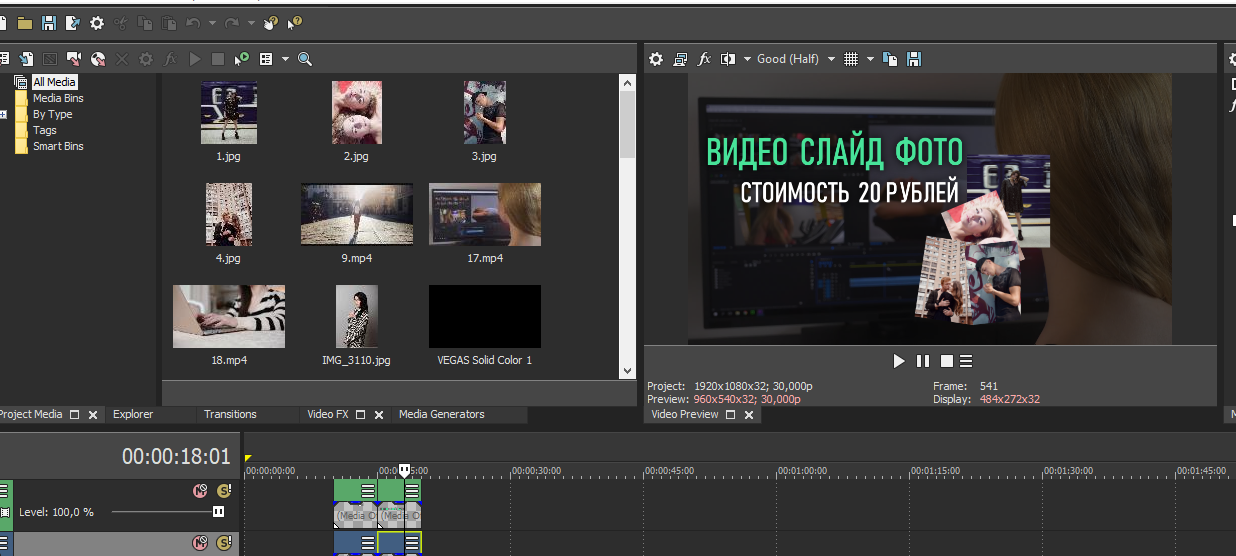 Good (Half)
All Media
Media Bins
By Type
Tags
Smart Bins
1.jpg
2.jpg
3.jpg
4.jpg
9.mp4
17.mp4
18.mp4
IMG_3110.jpg
VEGAS Solid Color 1
ВИДЕО СЛАЙД ФОТО
СТОИМОСТЬ 20 РУБЛЕЙ
Project: 1920x1080x32; 30,000p
Frame: 541
Preview: 960x540x32; 30,000p
Display: 484x272x32
Project Media
Explorer
Transitions
Video FX
Media Generators
Video Preview
00:00:18:01
00:00:00:00
00:00:30:00
00:00:45:00
00:01:00:00
00:01:15:00
00:01:30:00
00:01:45:00
Level: 100,0 %
(Media Of
(Media O